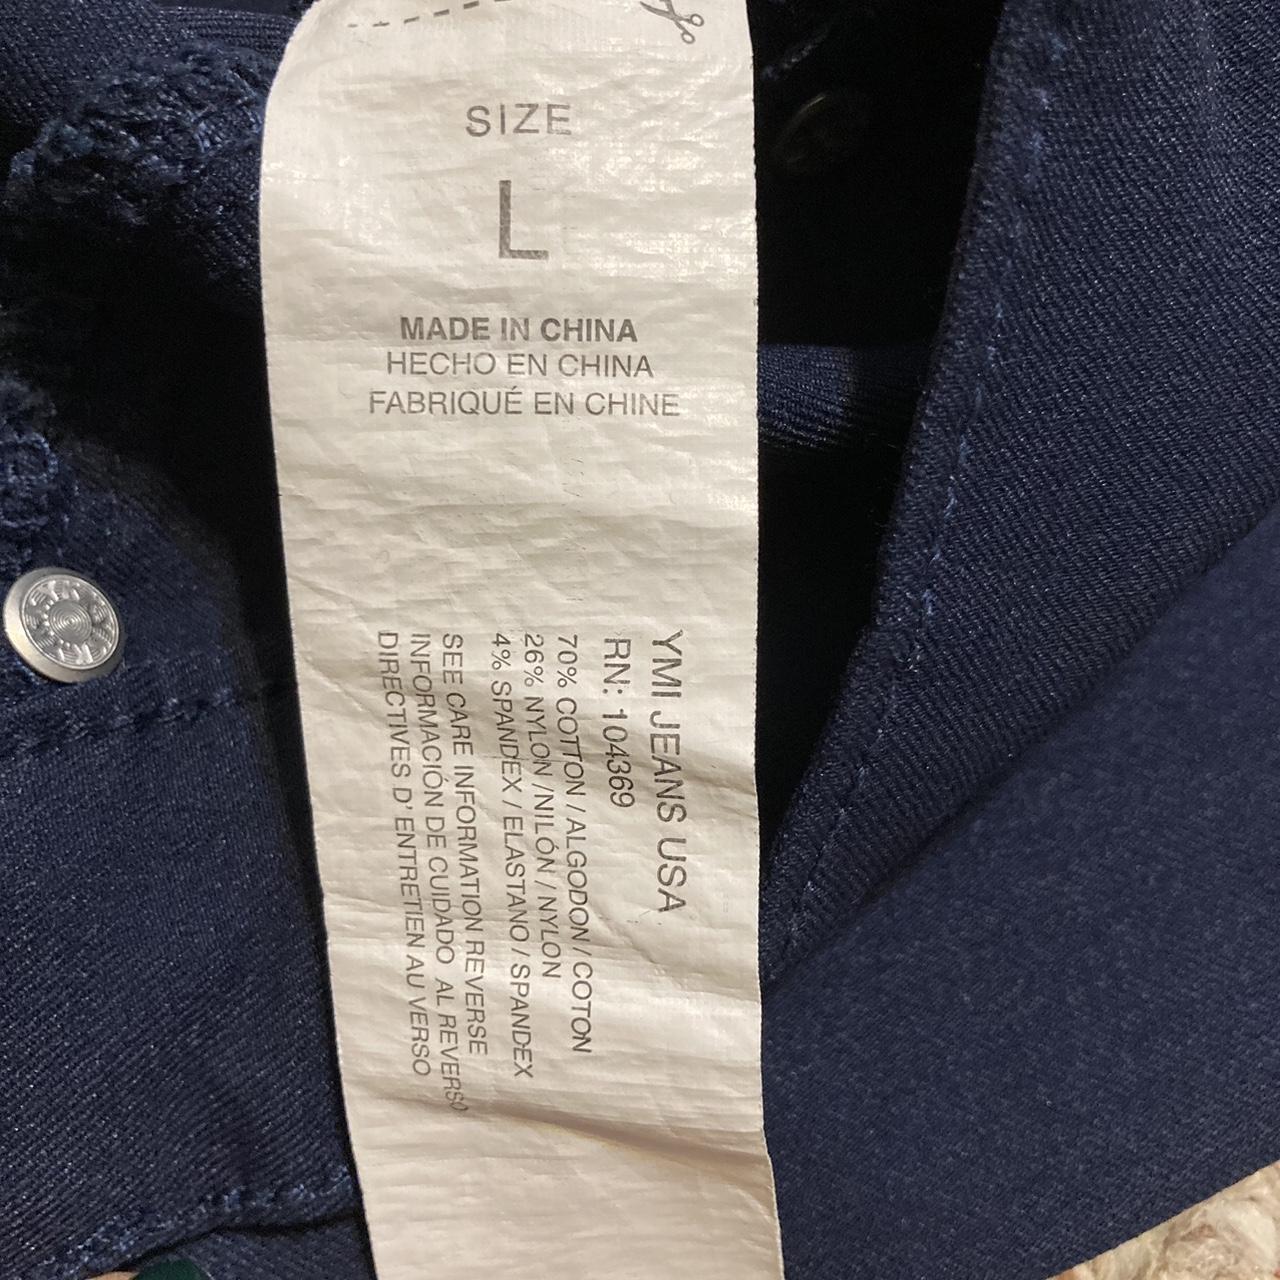 SIZE
L
MADE IN CHINA
HECHO EN CHINA
FABRIQUÉ EN CHINE
YMI JEANS USA
RN: 104369
70% COTTON / ALGODON / COTON
26% NYLON / NILÓN / NYLON
4% SPANDEX / ELASTANO / SPANDEX
SEE CARE INFORMATION REVERSE
INFORMACIÓN DE CUIDADO AL REVERSO
DIRECTIVES D' ENTRETIEN AU VERSO